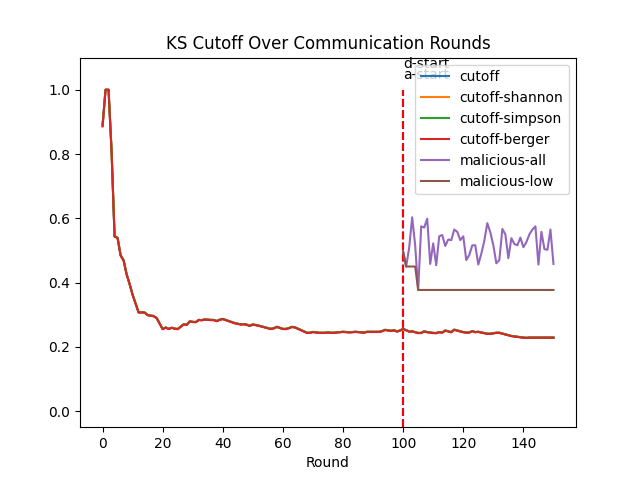 KS Cutoff Over Communication Rounds
d-start
a-start
cutoff
cutoff-shannon
cutoff-simpson
cutoff-berger
malicious-all
malicious-low
1.0
0.8
0.6
0.4
0.2
0.0
0 20 40 60 80 100 120 140
Round